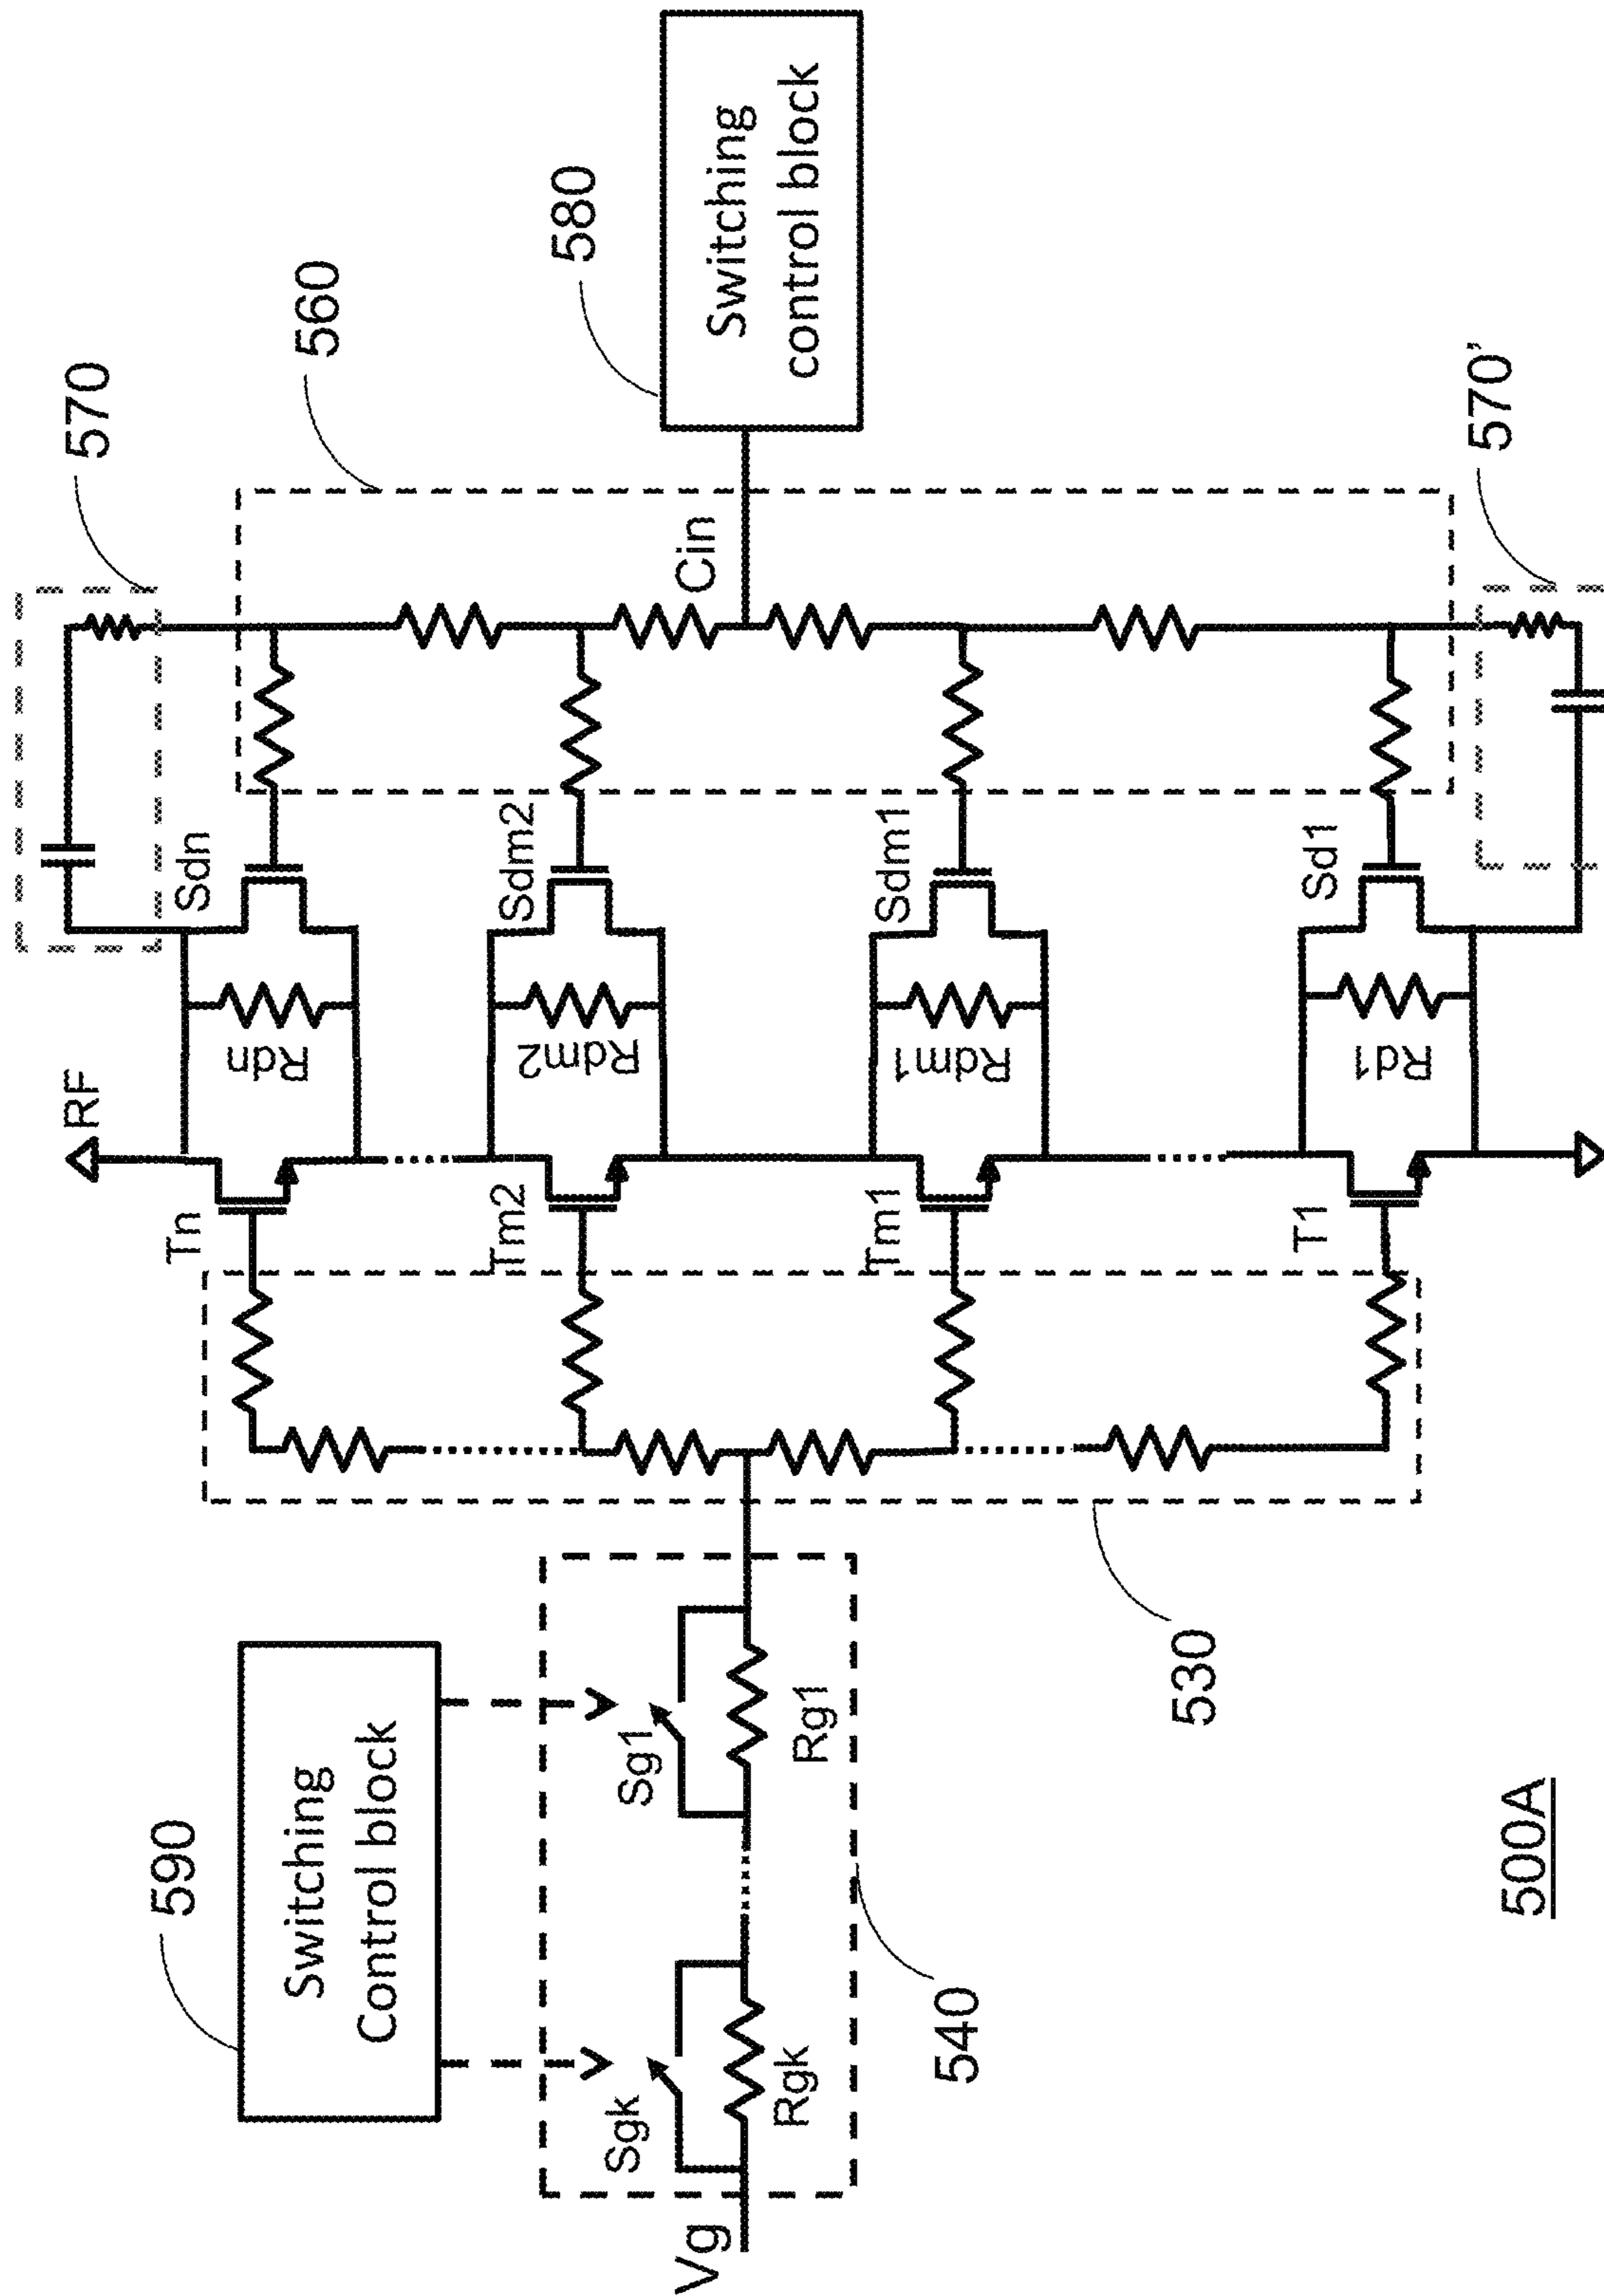 590
Switching
Control block
Vg
Sgk
Rgk
Sg1
Rg1
540
530
500A
Tn
Tm2
Tm1
T1
RF
Rdn
Rdm2
Rdm1
Rd1
Sdn
Sdm2
Sdm1
Sd1
Cin
570
560
580
570’
Switching
control block